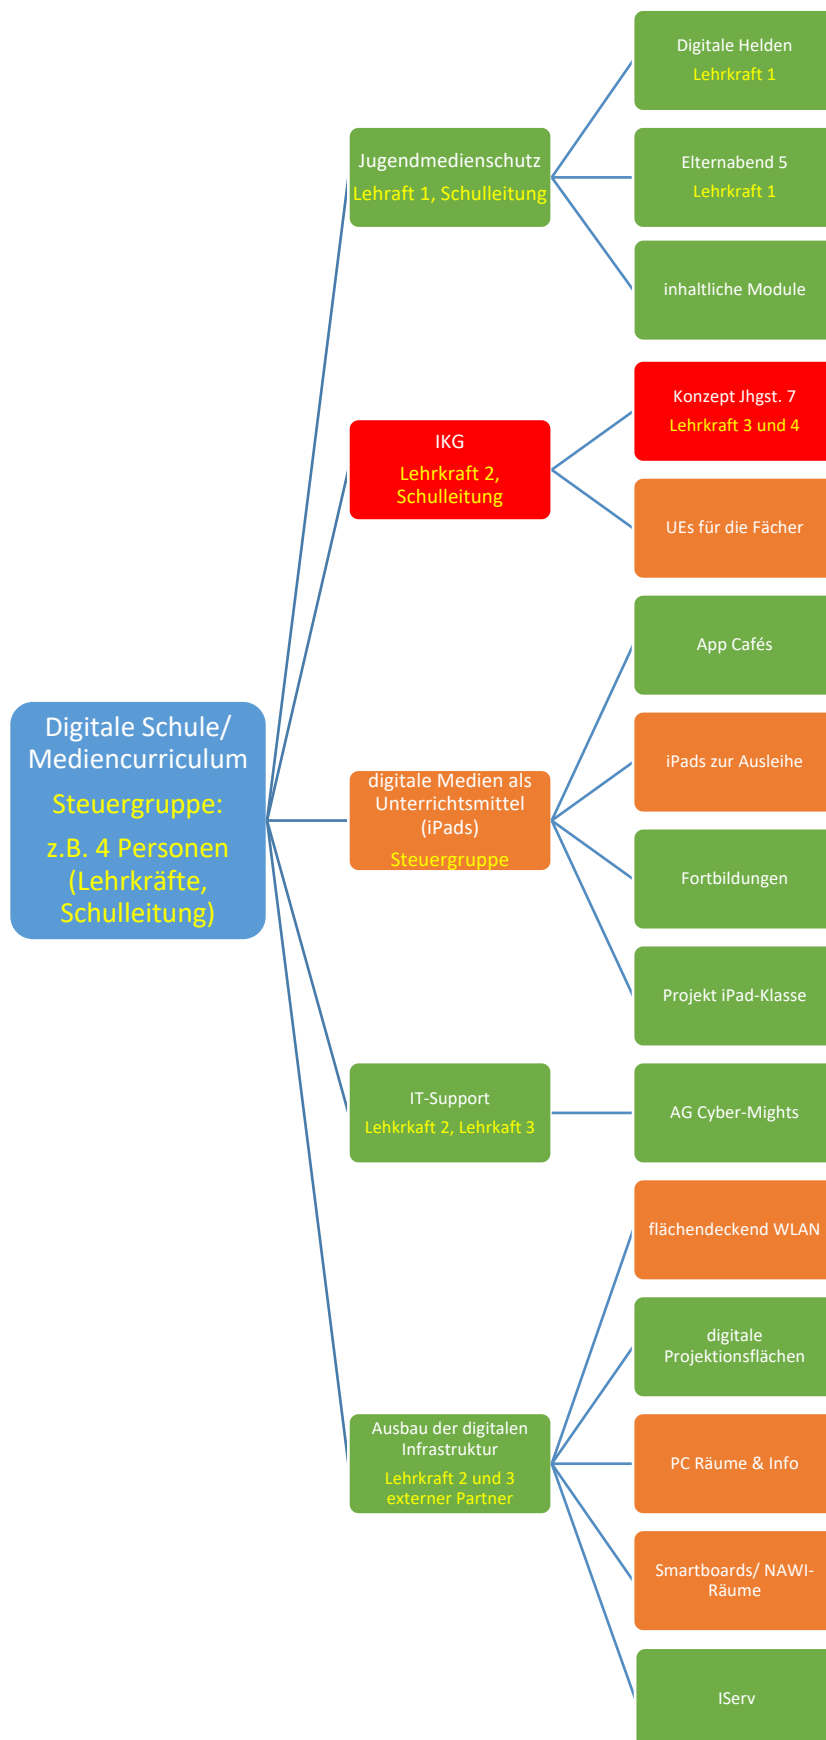 Digitale Schule/
Mediencurriculum
Steuergruppe:
z.B. 4 Personen
(Lehrkräfte,
Schulleitung)
Jugendmedienschutz
Lehraft 1, Schulleitung
Digitale Helden
Lehrkraft 1
Elternabend 5
Lehrkraft 1
inhaltliche Module
IKG
Lehrkraft 2,
Schulleitung
Konzept Jhgst. 7
Lehrkraft 3 und 4
UEs für die Fächer
digitale Medien als
Unterrichtsmittel
(iPads)
Steuergruppe
App Cafés
iPads zur Ausleihe
Fortbildungen
Projekt iPad-Klasse
IT-Support
Lehkrkaft 2, Lehrkaft 3
AG Cyber-Mights
Ausbau der digitalen
Infrastruktur
Lehrkraft 2 und 3
externer Partner
flächendeckend WLAN
digitale
Projektionsflächen
PC Räume & Info
Smartboards/ NAWI-
Räume
IServ